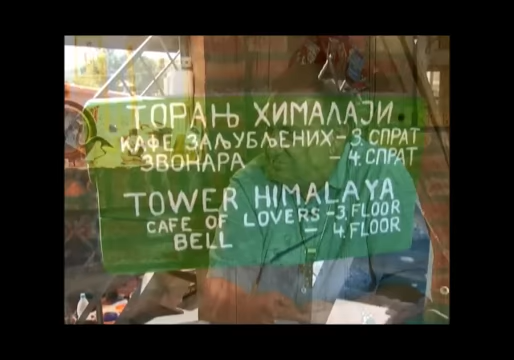 ТОРАЊ ХИМАЛАЈИ
КАФЕ ЗАЉУБЉЕНИХ - 3. СПРАТ
ЗВОНАРА - 4. СПРАТ
TOWER HIMALAYA
CAFE OF LOVERS - 3. FLOOR
BELL - 4. FLOOR